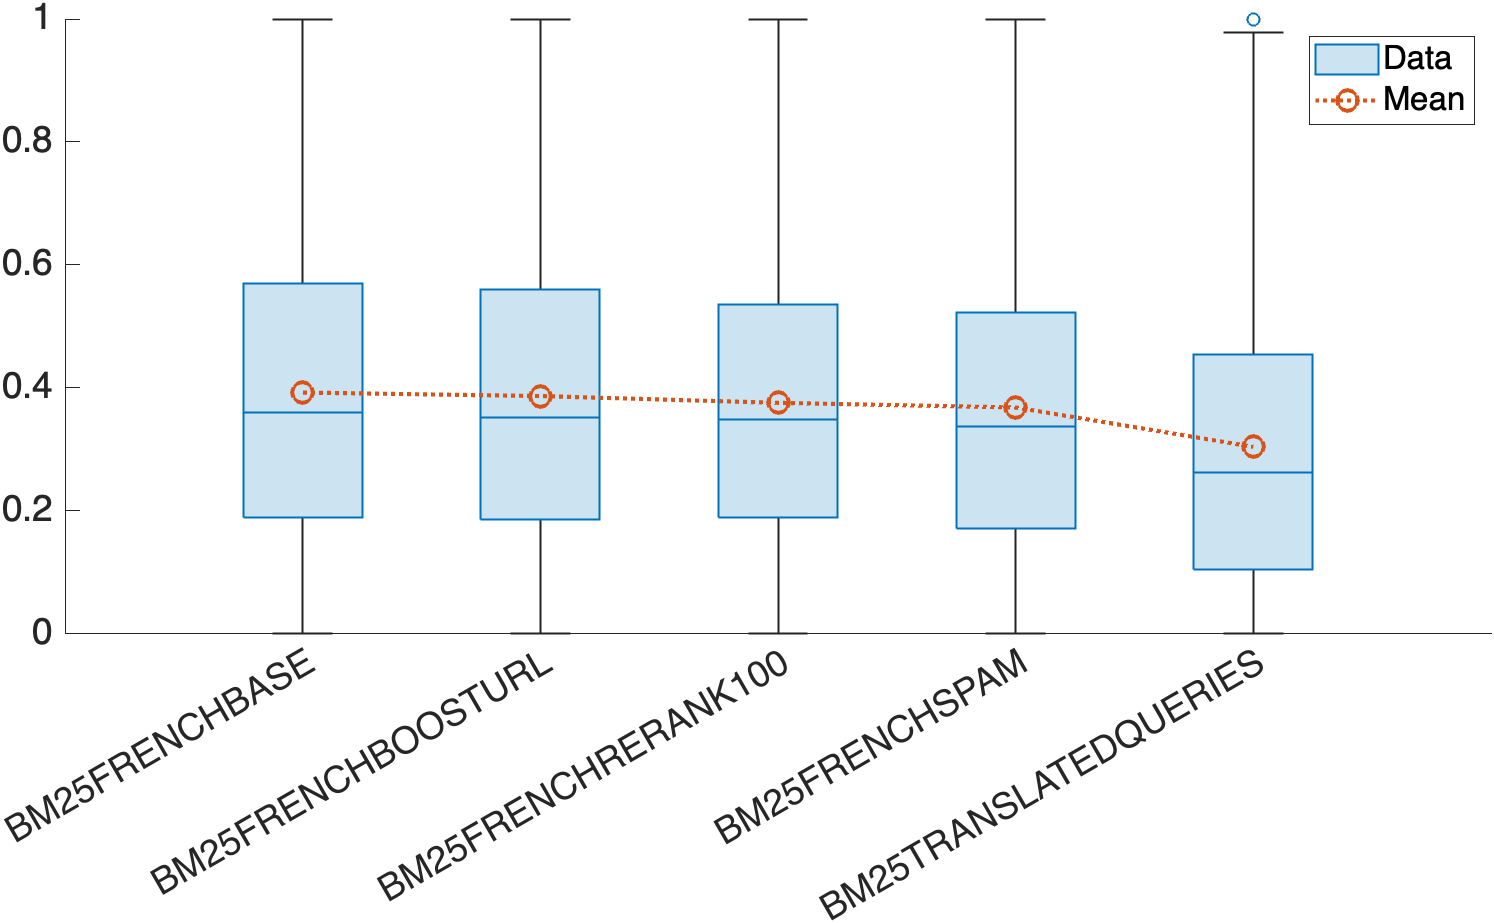 1
0.8
0.6
0.4
0.2
0
Data
Mean
BM25FRENCHBASE
BM25FRENCHBOOSTURL
BM25FRENCHRERANK100
BM25FRENCHSPAM
BM25TRANSLATEDQUERIES